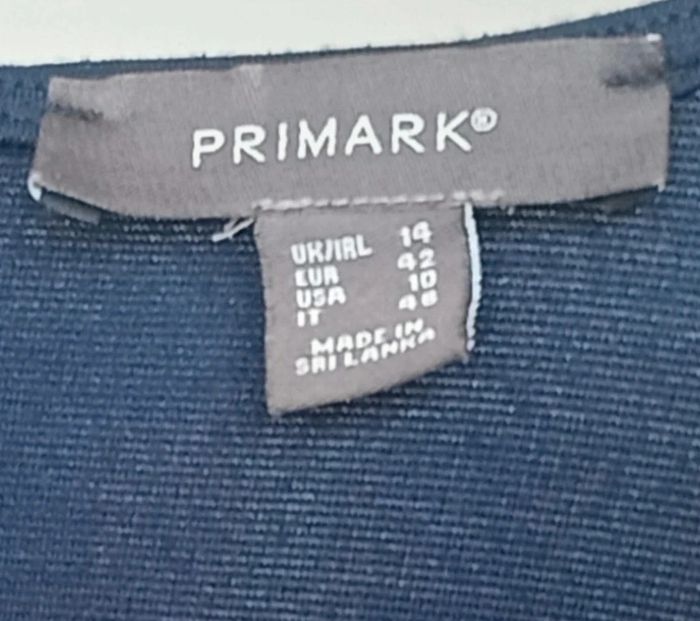 PRIMARK®
UK/IRL 14
EUR 42
USA 10
IT 46
MADE IN
SRI LANKA